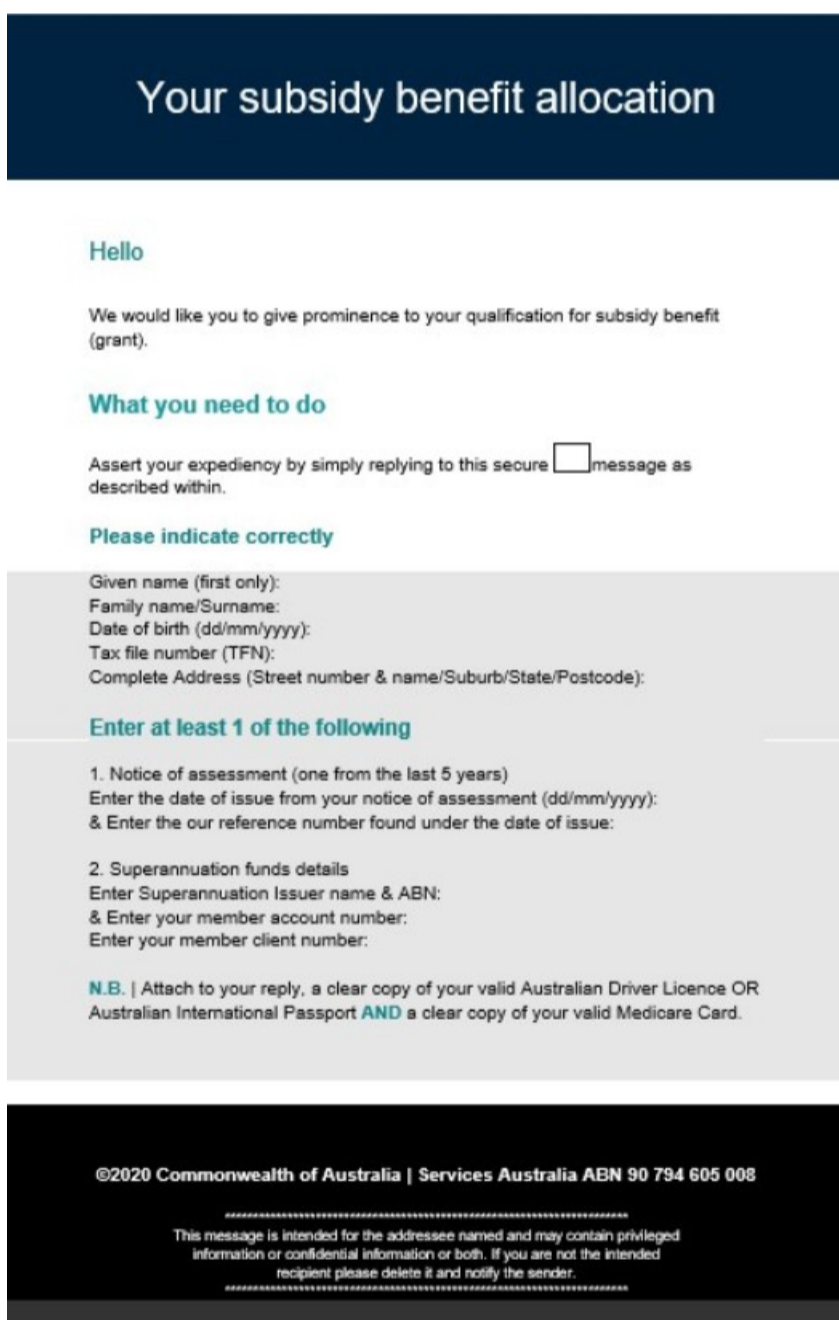 Your subsidy benefit allocation
Hello
We would like you to give prominence to your qualification for subsidy benefit
(grant).
What you need to do
Assert your expediency by simply replying to this secure message as
described within.
Please indicate correctly
Given name (first only):
Family name/Surname:
Date of birth (dd/mm/yyyy):
Tax file number (TFN):
Complete Address (Street number & name/Suburb/State/Postcode):
Enter at least 1 of the following
1. Notice of assessment (one from the last 5 years)
Enter the date of issue from your notice of assessment (dd/mm/yyyy):
& Enter the our reference number found under the date of issue:
2. Superannuation funds details
Enter Superannuation Issuer name & ABN:
& Enter your member account number:
Enter your member client number:
N.B. | Attach to your reply, a clear copy of your valid Australian Driver Licence OR
Australian International Passport AND a clear copy of your valid Medicare Card.
©2020 Commonwealth of Australia | Services Australia ABN 90 794 605 008
This message is intended for the addressee named and may contain privileged
information or confidential information or both. If you are not the intended
recipient please delete it and notify the sender.